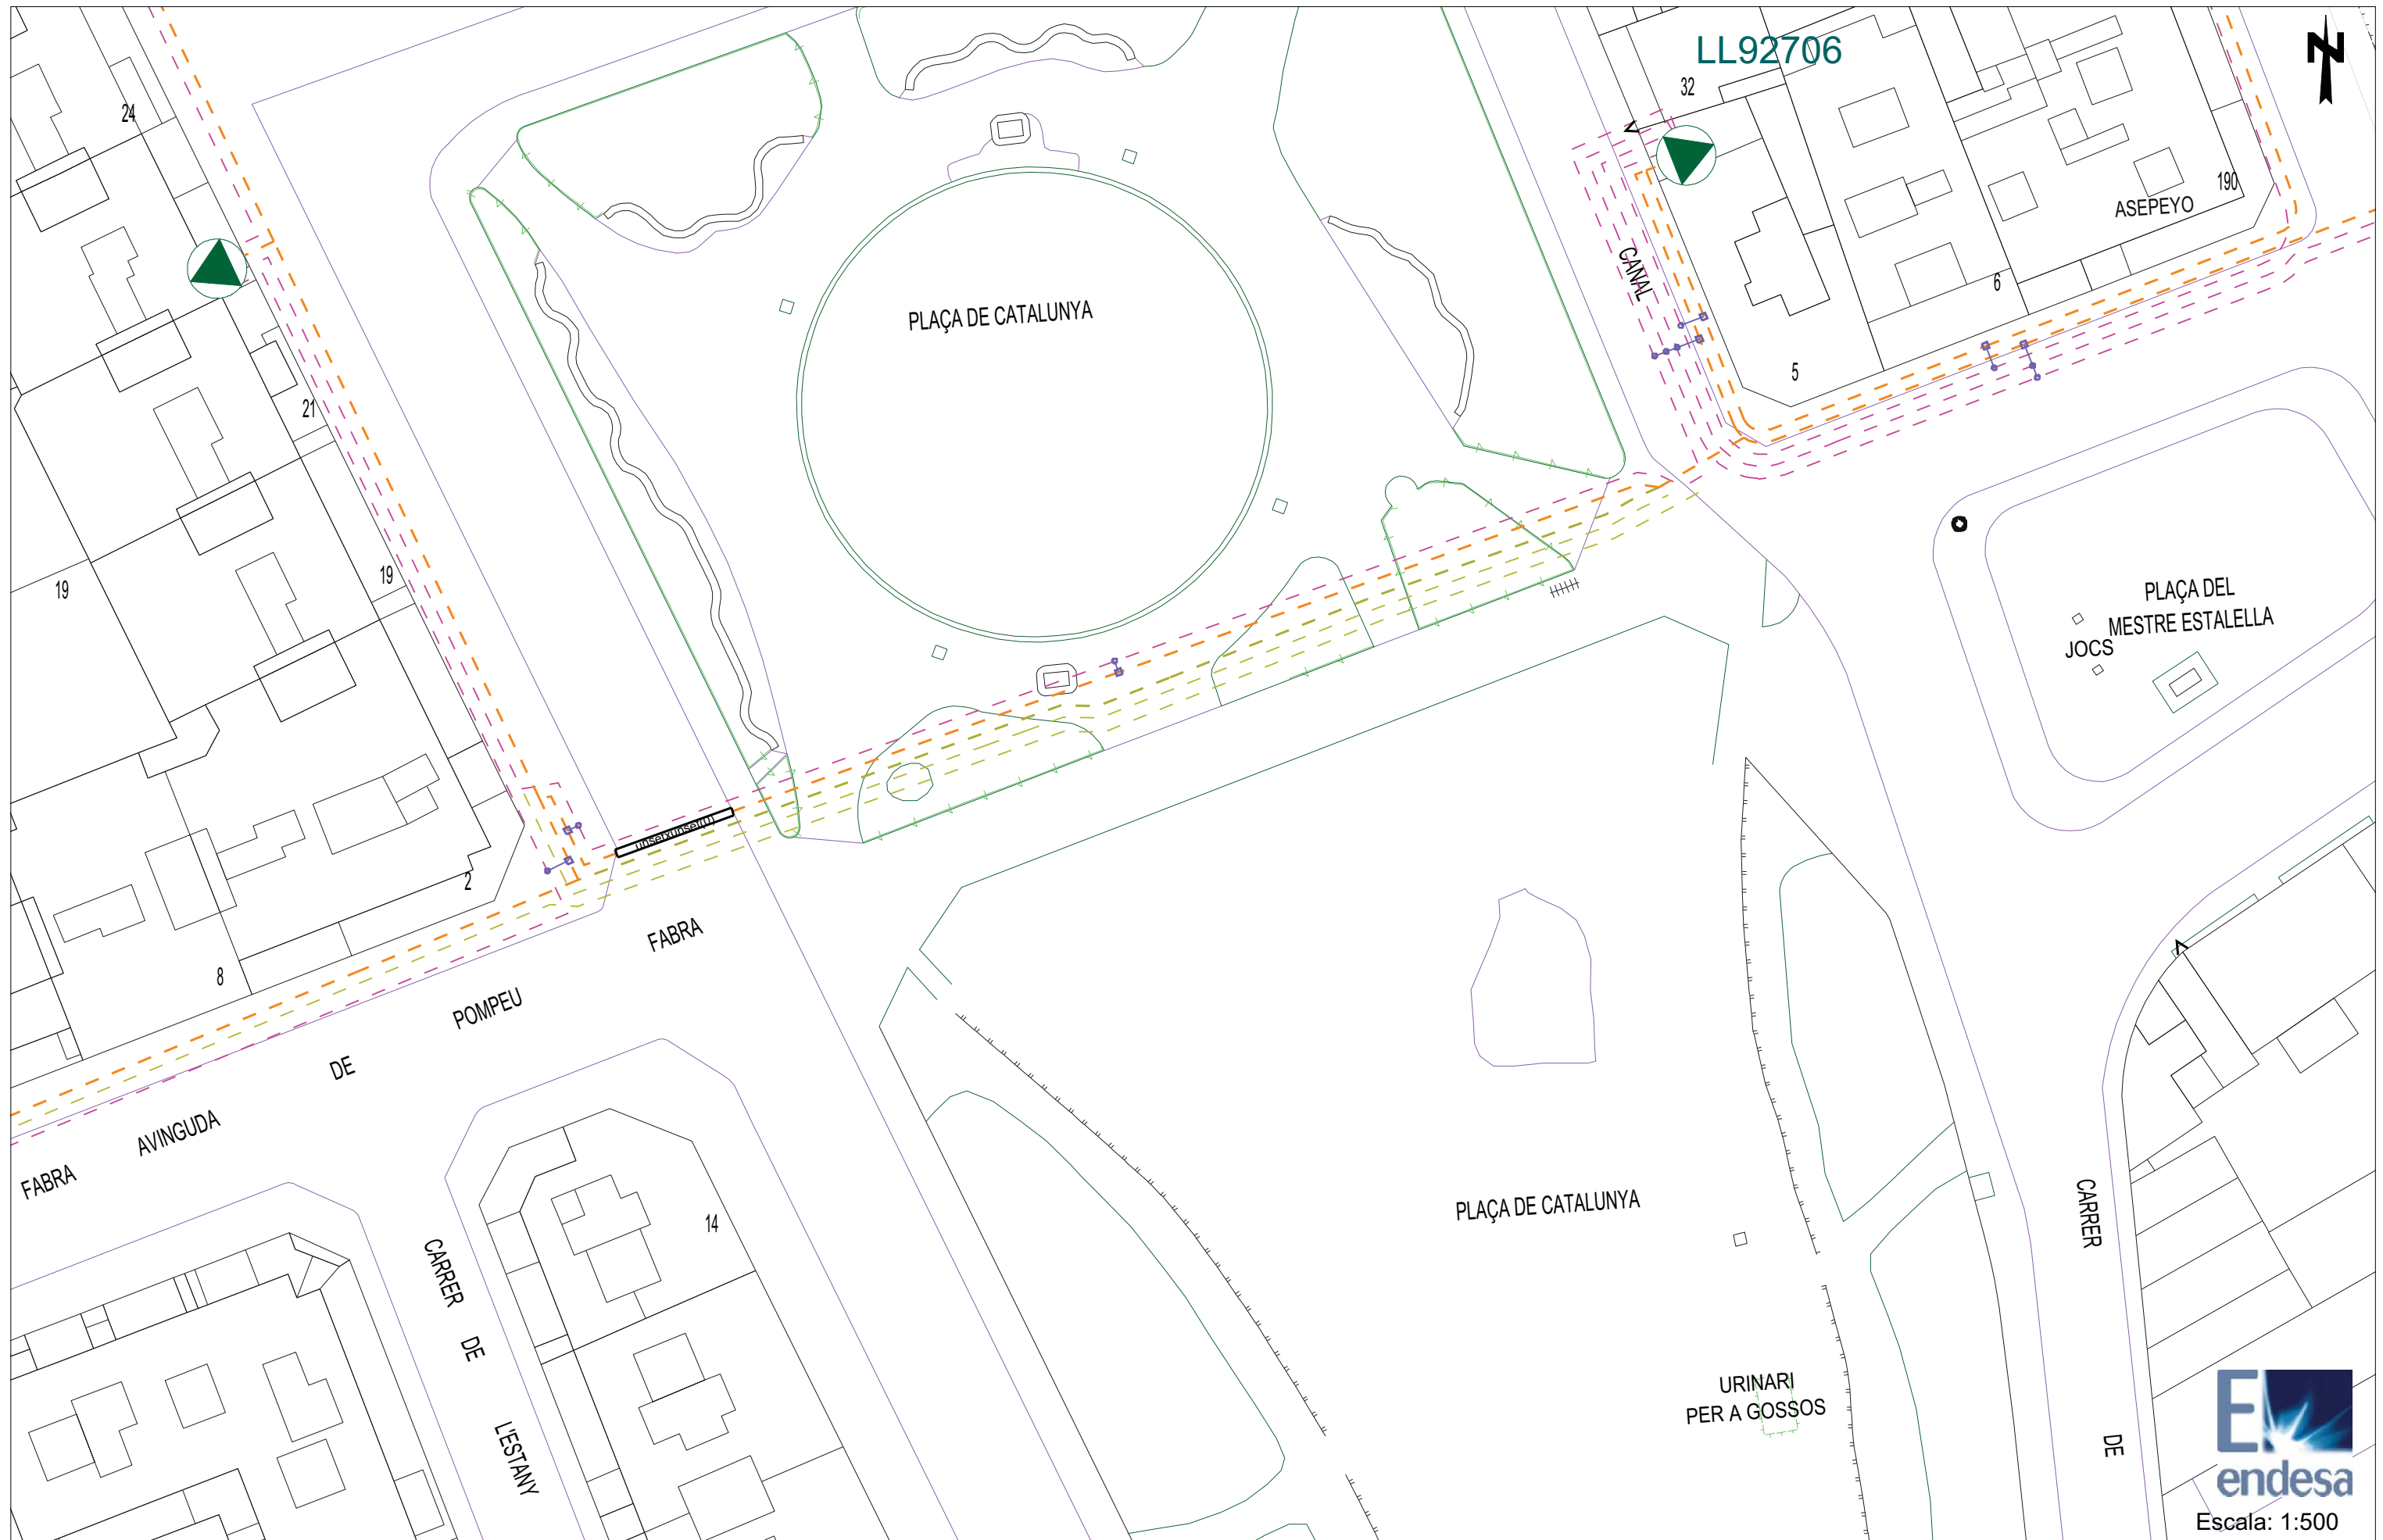 LL92706
N
32
24
190
ASEPEYO
CANAL
6
PLAÇA DE CATALUNYA
5
21
19
19
PLAÇA DEL
MESTRE ESTALELLA
JOCS
2
FABRA
8
POMPEU
DE
AVINGUDA
FABRA
PLAÇA DE CATALUNYA
CARRER
14
CARRER
DE
URINARI
PER A GOSSOS
L'ESTANY
DE
E
endesa
Escala: 1:500